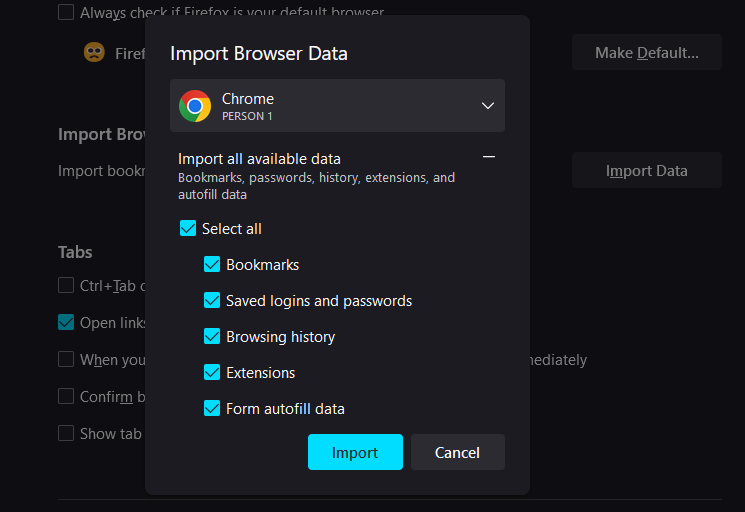 Always check if Firefox is your default browser
Import Browser Data
Firef
Make Default...
Chrome
PERSON 1
Import Bro
Import all available data
Import bookm
Bookmarks, passwords, history, extensions, and
autofill data
Import Data
Select all
Tabs
Bookmarks
Ctrl+Tab c
Saved logins and passwords
Open links
Browsing history
When you
mediately
Extensions
Confirm b
Form autofill data
Show tab
Import
Cancel